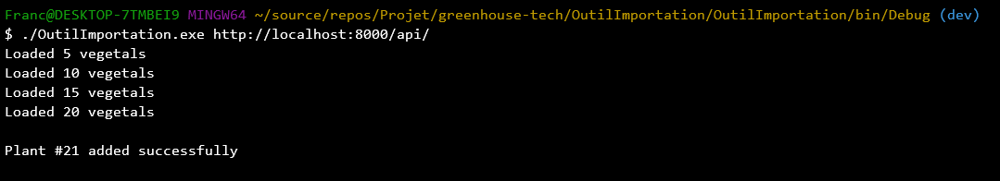 Franc@DESKTOP-7TMBEI9 MINGW64 ~/source/repos/Projet/greenhouse-tech/OutilImportation/OutilImportation/bin/Debug (dev)
$ ./OutilImportation.exe http://localhost:8000/api/
Loaded 5 vegetals
Loaded 10 vegetals
Loaded 15 vegetals
Loaded 20 vegetals
Plant #21 added successfully